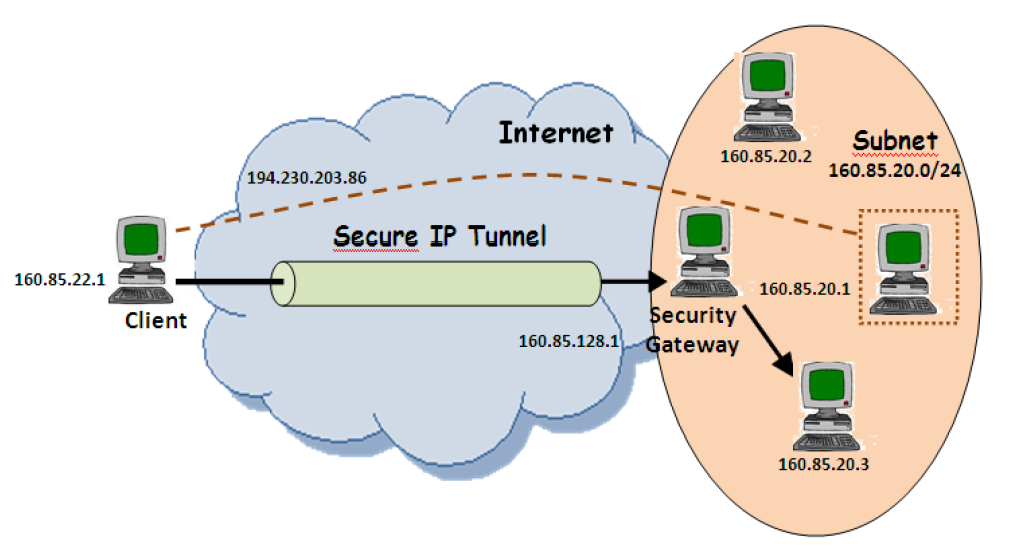 Internet
Subnet
160.85.20.0/24
160.85.20.2
194.230.203.86
Secure IP Tunnel
160.85.22.1
Client
160.85.20.1
Security
Gateway
160.85.128.1
160.85.20.3